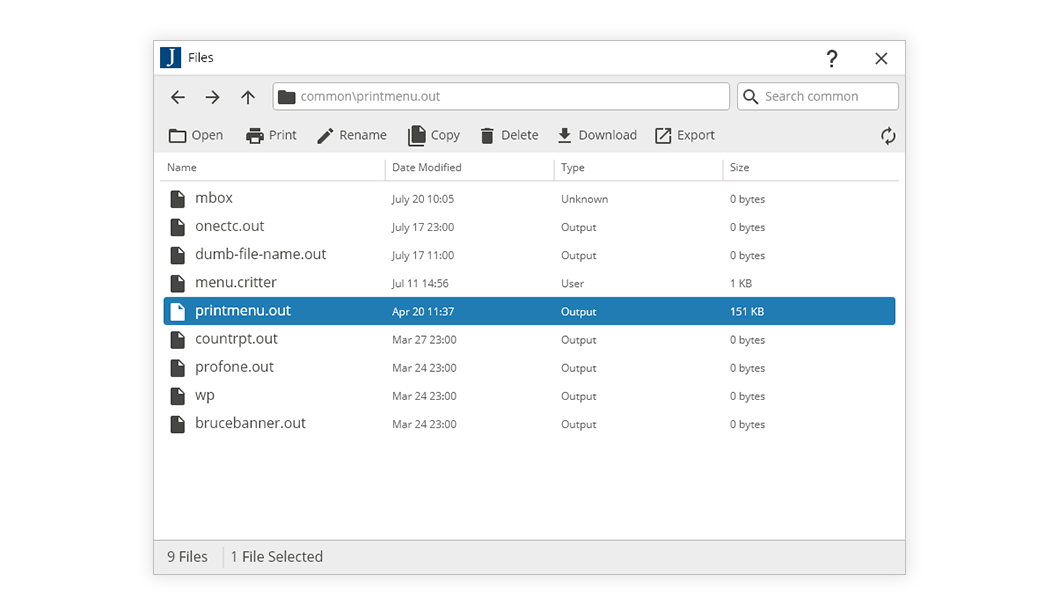 J Files ?
common\printmenu.out Search common
Open Print Rename Copy Delete Download Export
Name Date Modified Type Size
mbox July 20 10:05 Unknown 0 bytes
onectc.out July 17 23:00 Output 0 bytes
dumb-file-name.out July 17 11:00 Output 0 bytes
menu.critter Jul 11 14:56 User 1 KB
printmenu.out Apr 20 11:37 Output 151 KB
countrpt.out Mar 27 23:00 Output 0 bytes
profone.out Mar 24 23:00 Output 0 bytes
wp Mar 24 23:00 Output 0 bytes
brucebanner.out Mar 24 23:00 Output 0 bytes
9 Files 1 File Selected